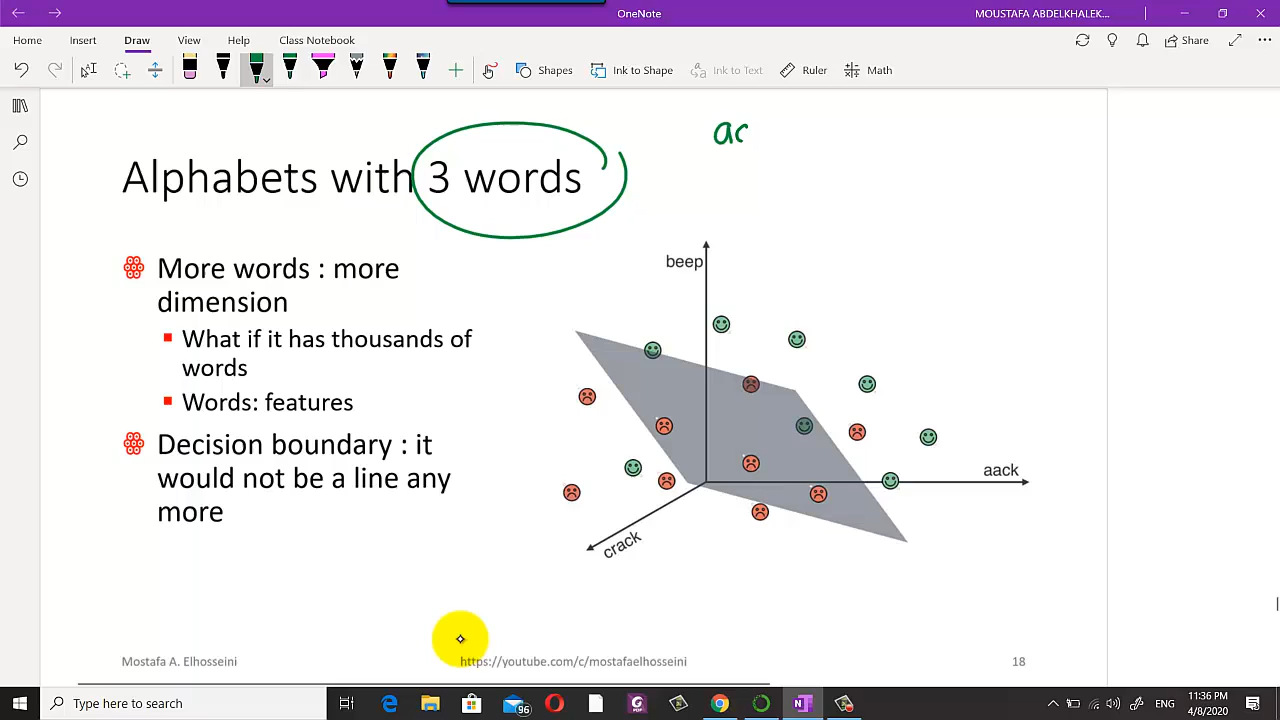 OneNote
MOUSTAFA ABDELKHALEK...
Home Insert Draw View Help Class Notebook
Share
Shapes Ink to Shape Ink to Text Ruler Math
ac
Alphabets with 3 words
More words : more
dimension
What if it has thousands of
words
Words: features
Decision boundary : it
would not be a line any
more
beep
aack
crack
Mostafa A. Elhosseini https://youtube.com/c/mostafaelhosseini 18
Type here to search
96
11:36 PM
4/8/2020